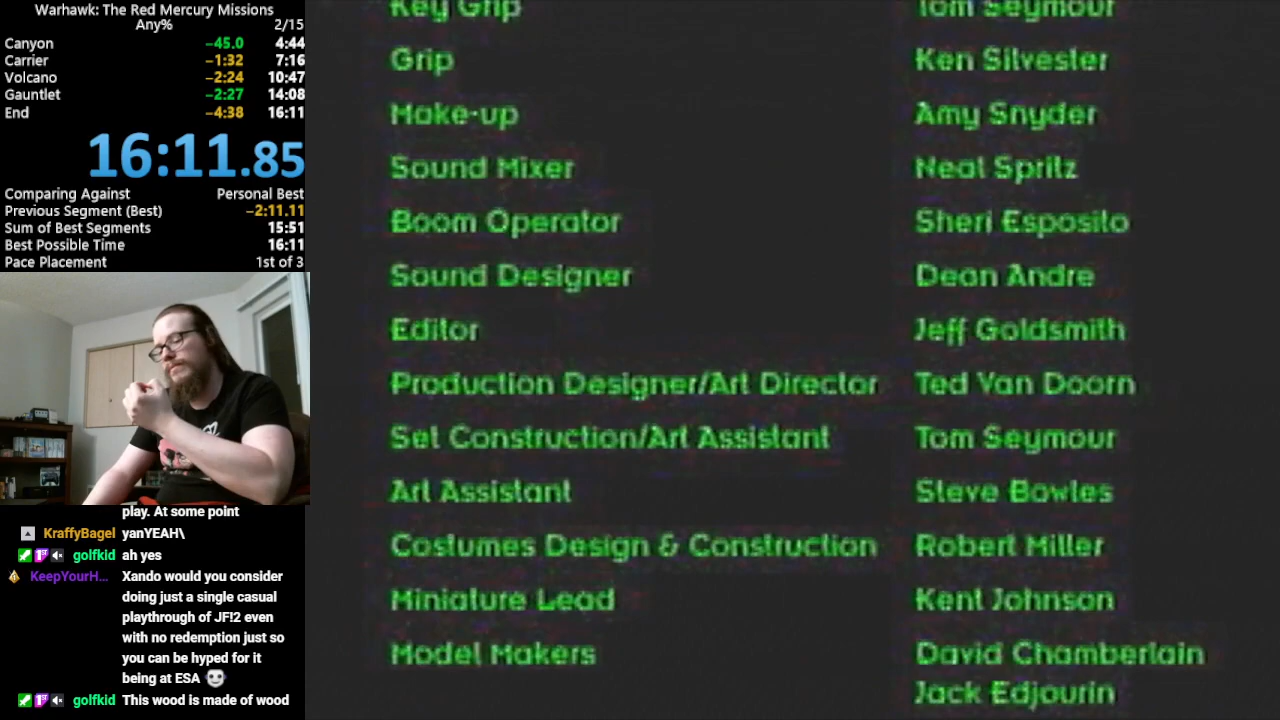 Warhawk: The Red Mercury Missions
Any% 2/15
Canyon -45.0 4:44
Carrier -1:32 7:16
Volcano -2:24 10:47
Gauntlet -2:27 14:08
End -4:38 16:11
16:11.85
Comparing Against Personal Best
Previous Segment (Best) -2:11.11
Sum of Best Segments 15:51
Best Possible Time 16:11
Pace Placement 1st of 3
play. At some point
KraffyBagel yanYEAH\
golfkid ah yes
KeepYourH... Xando would you consider
doing just a single casual
playthrough of JF!2 even
with no redemption just so
you can be hyped for it
being at ESA
golfkid This wood is made of wood
Key Grip Tom Seymour
Grip Ken Silvester
Make-up Amy Snyder
Sound Mixer Neal Spritz
Boom Operator Sheri Esposito
Sound Designer Dean Andre
Editor Jeff Goldsmith
Production Designer/Art Director Ted Van Doorn
Set Construction/Art Assistant Tom Seymour
Art Assistant Steve Bowles
Costumes Design & Construction Robert Miller
Miniature Lead Kent Johnson
Model Makers David Chamberlain
Jack Edjourin